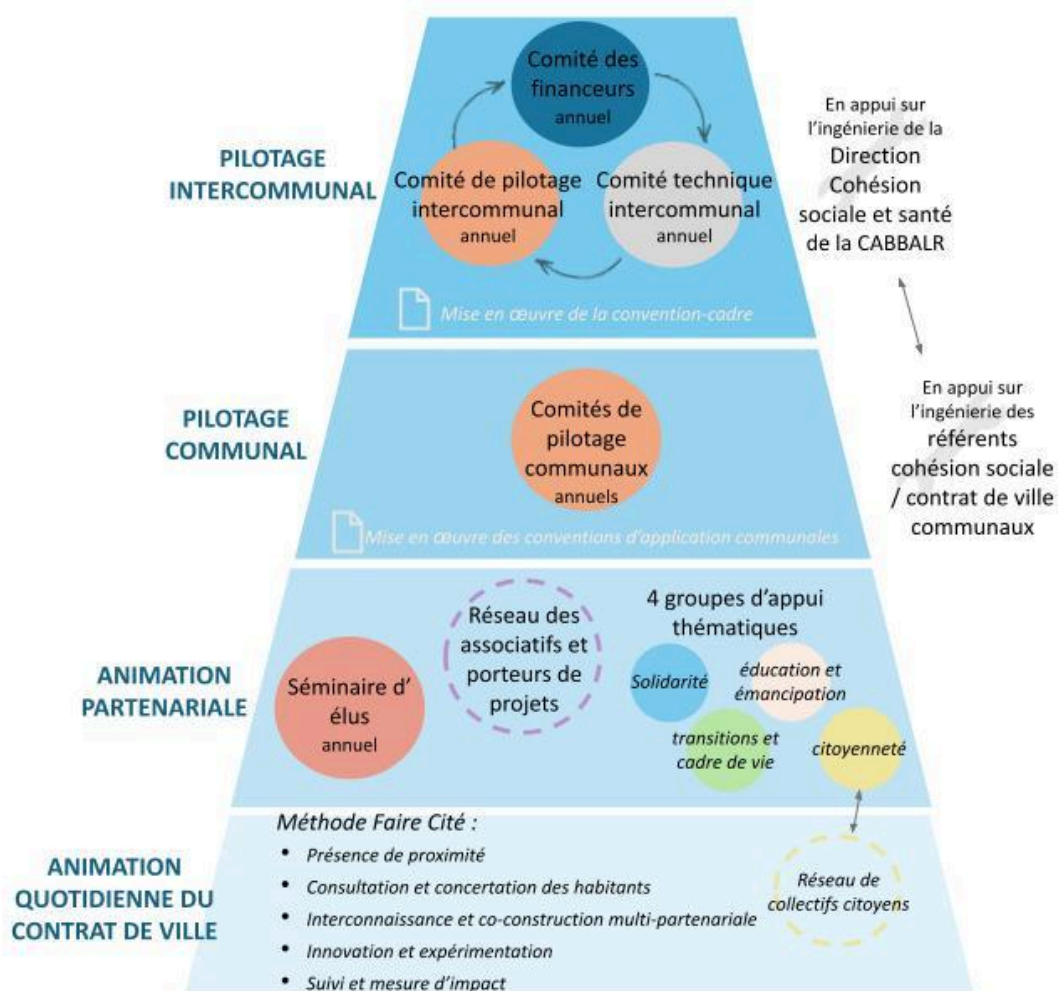 Comité des
financeurs
annuel
PILOTAGE
INTERCOMMUNAL
Comité de pilotage
intercommunal
annuel
Comité technique
intercommunal
annuel
Mise en œuvre de la convention-cadre
En appui sur
l'ingénierie de la
Direction
Cohésion
sociale et santé
de la CABBALR
PILOTAGE
COMMUNAL
Comités de
pilotage
communaux
annuels
Mise en œuvre des conventions d'application communales
En appui sur
l'ingénierie des
référents
cohésion sociale
/ contrat de ville
communaux
ANIMATION
PARTENARIALE
Séminaire d'
élus
annuel
Réseau des
associatifs et
porteurs de
projets
4 groupes d'appui
thématiques
Solidarité
éducation et
émancipation
transitions et
cadre de vie
citoyenneté
ANIMATION
QUOTIDIENNE DU
CONTRAT DE VILLE
Méthode Faire Cité :
• Présence de proximité
• Consultation et concertation des habitants
• Interconnaissance et co-construction multi-partenariale
• Innovation et expérimentation
• Suivi et mesure d'impact
Réseau de
collectifs citoyens